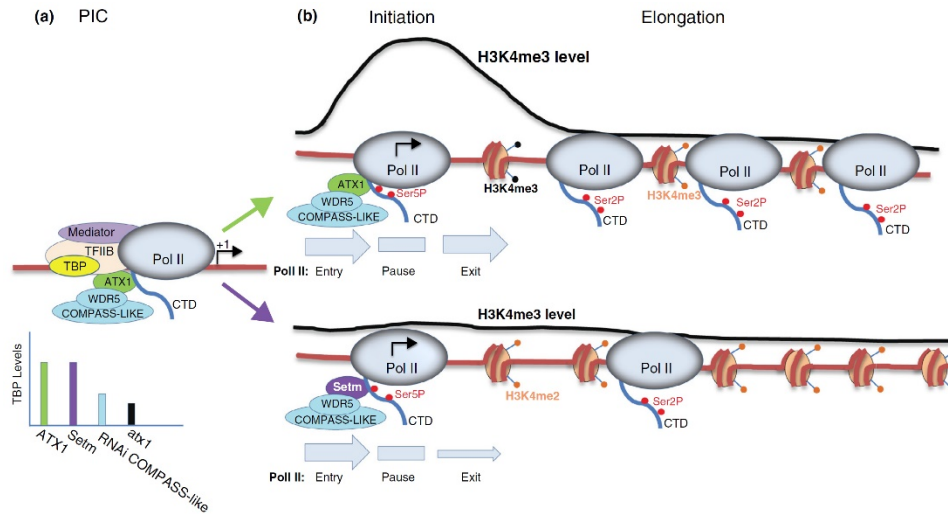 (a) PIC
Mediator
TFIIB
TBP
Pol II
+1
ATX1
WDR5
COMPASS-LIKE
CTD
TBP Levels
ATX1
Setm
RNAi COMPASS-like
atx1
(b) Initiation Elongation
H3K4me3 level
Pol II
ATX1
WDR5
COMPASS-LIKE
Ser5P
CTD
H3K4me3
Pol II
Ser2P
CTD
H3K4me3
Pol II
Ser2P
CTD
Pol II
Ser2P
CTD
Poll II: Entry Pause Exit
H3K4me3 level
Pol II
Setm
WDR5
COMPASS-LIKE
Ser5P
CTD
H3K4me2
Pol II
Ser2P
CTD
Poll II: Entry Pause Exit